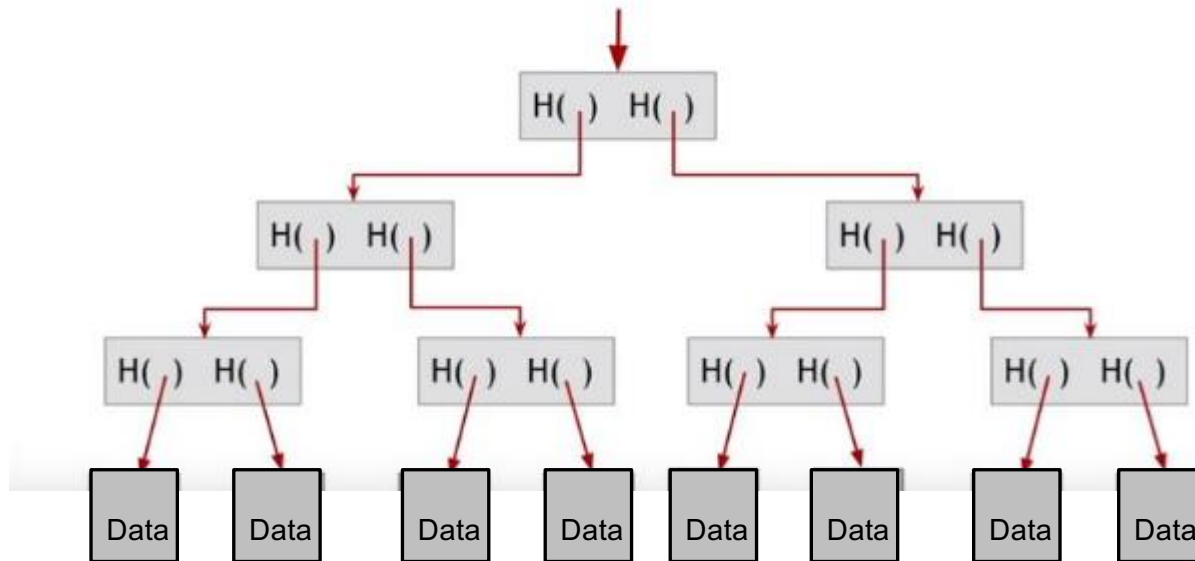 H( ) H( )
H( ) H( ) H( ) H( )
H( ) H( ) H( ) H( ) H( ) H( ) H( ) H( )
Data Data Data Data Data Data Data Data